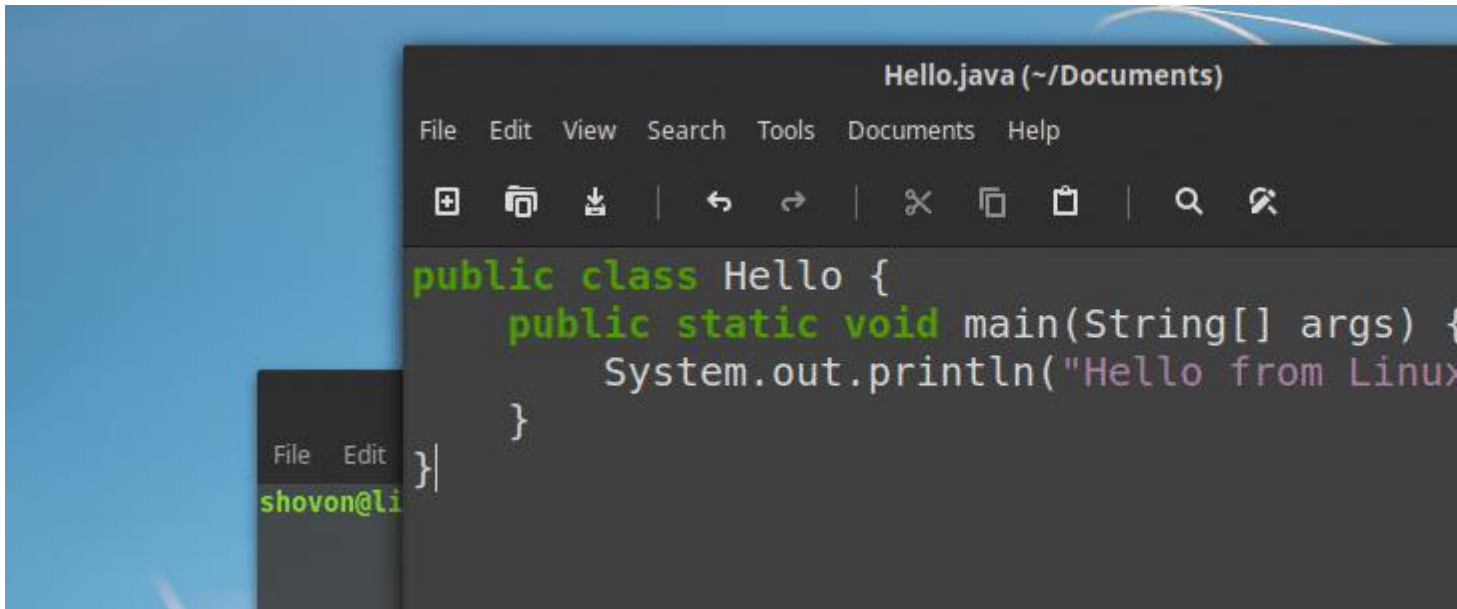 Hello.java (~/Documents)
File Edit View Search Tools Documents Help
public class Hello {
public static void main(String[] args) {
System.out.println("Hello from Linux
}
}
File Edit
shovon@li